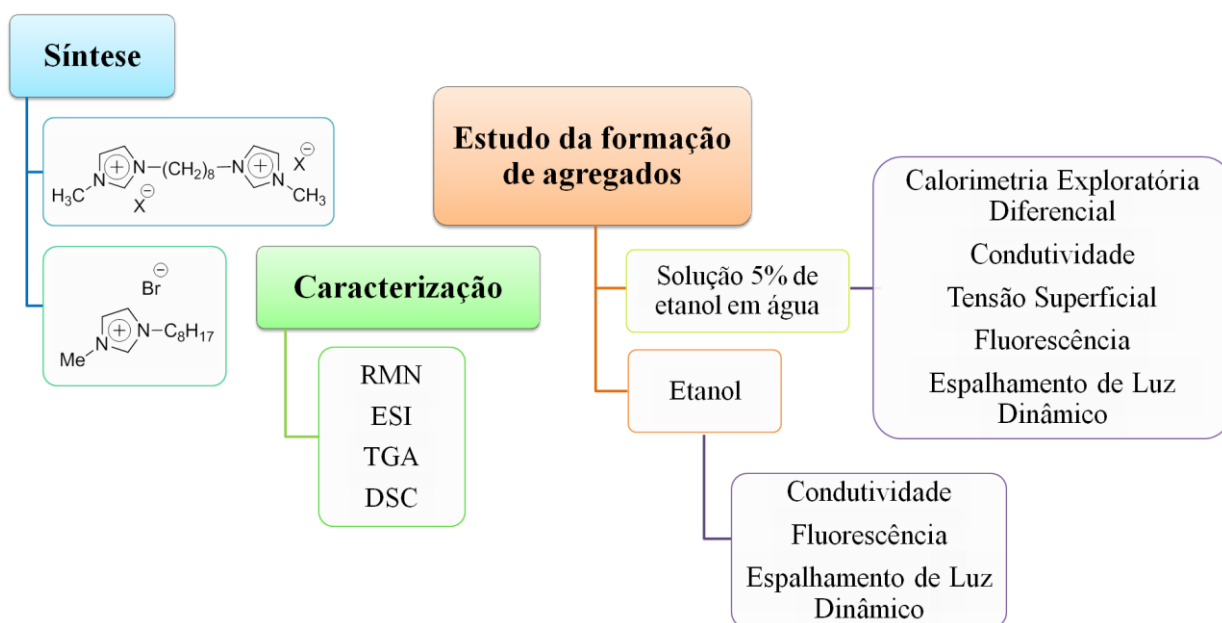 Síntese
H₃C N + N (CH₂)₈ N + N CH₃ X⊖ X⊖
Br⊖
Me N + N C₈H₁₇
Caracterização
RMN
ESI
TGA
DSC
Estudo da formação
de agregados
Solução 5% de
etanol em água
Calorimetria Exploratória
Diferencial
Condutividade
Tensão Superficial
Fluorescência
Espalhamento de Luz
Dinâmico
Etanol
Condutividade
Fluorescência
Espalhamento de Luz
Dinâmico